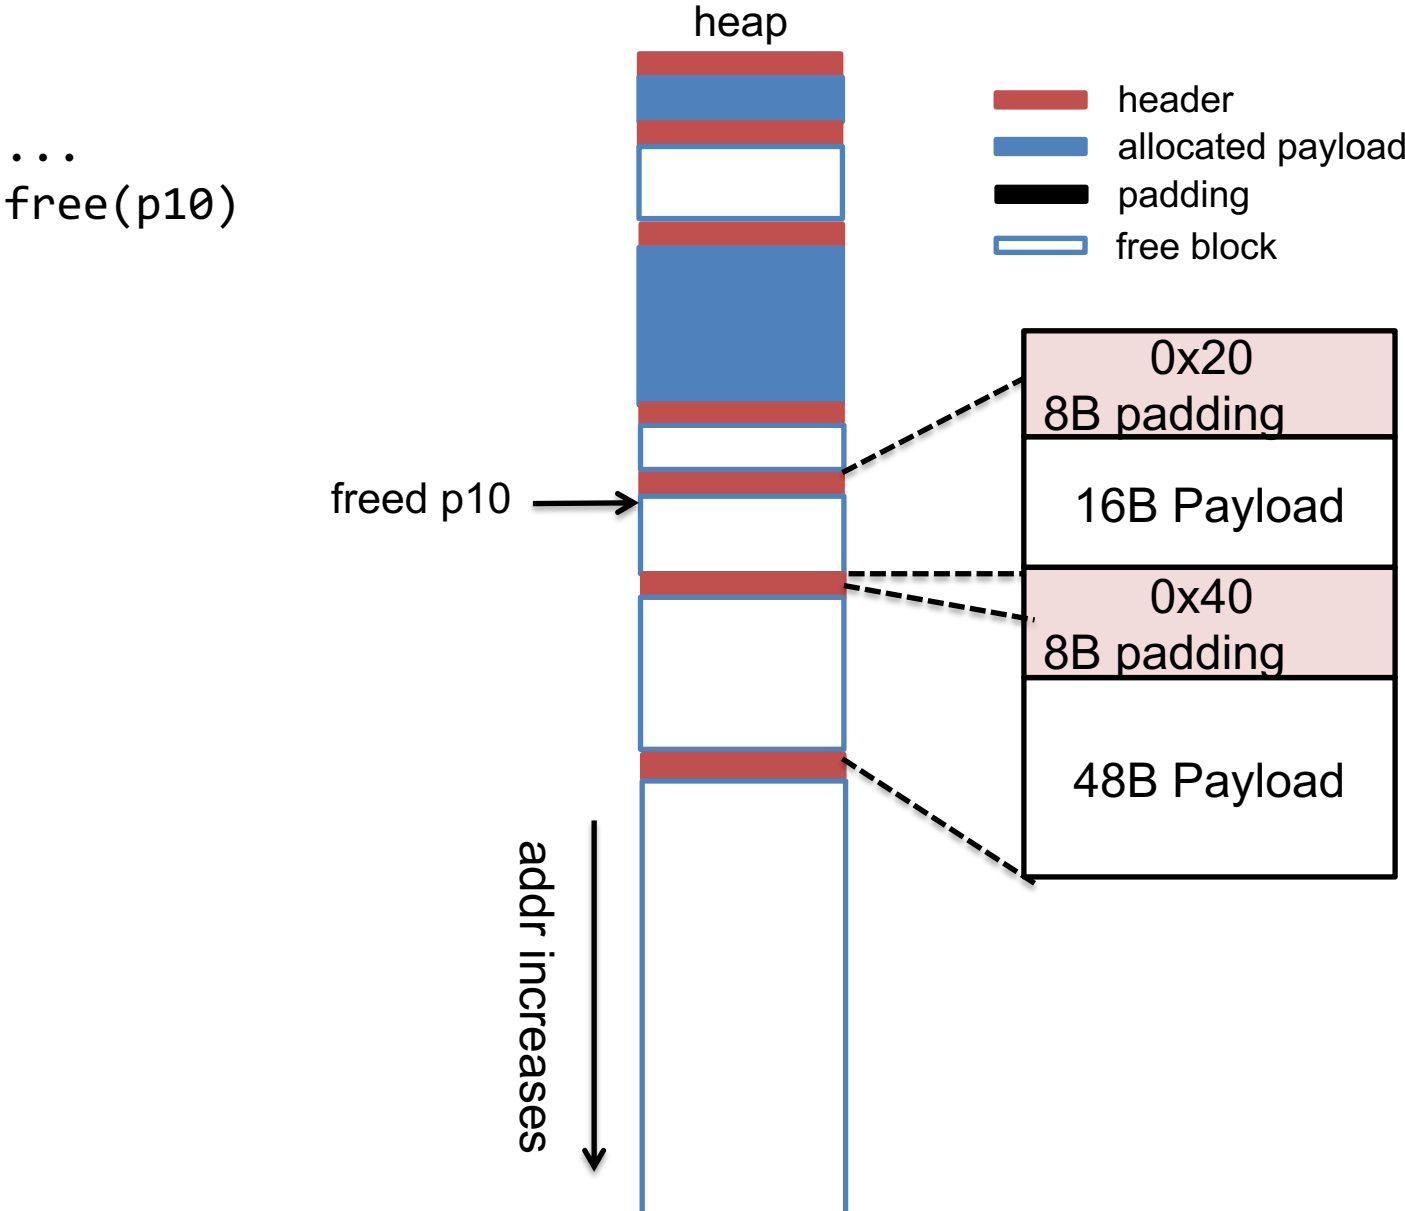 heap
...
free(p10)
header
allocated payload
padding
free block
freed p10
0x20
8B padding
16B Payload
0x40
8B padding
48B Payload
addr increases